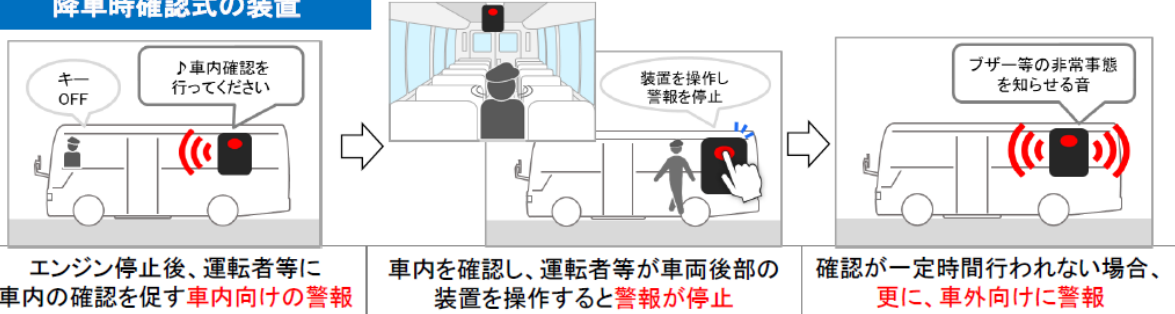 降車時確認式の装置
キー
OFF
♪車内確認を
行ってください
装置を操作し
警報を停止
ブザー等の非常事態
を知らせる音
エンジン停止後、運転者等に
車内の確認を促す車内向けの警報
車内を確認し、運転者等が車両後部の
装置を操作すると警報が停止
確認が一定時間行われない場合、
更に、車外向けに警報